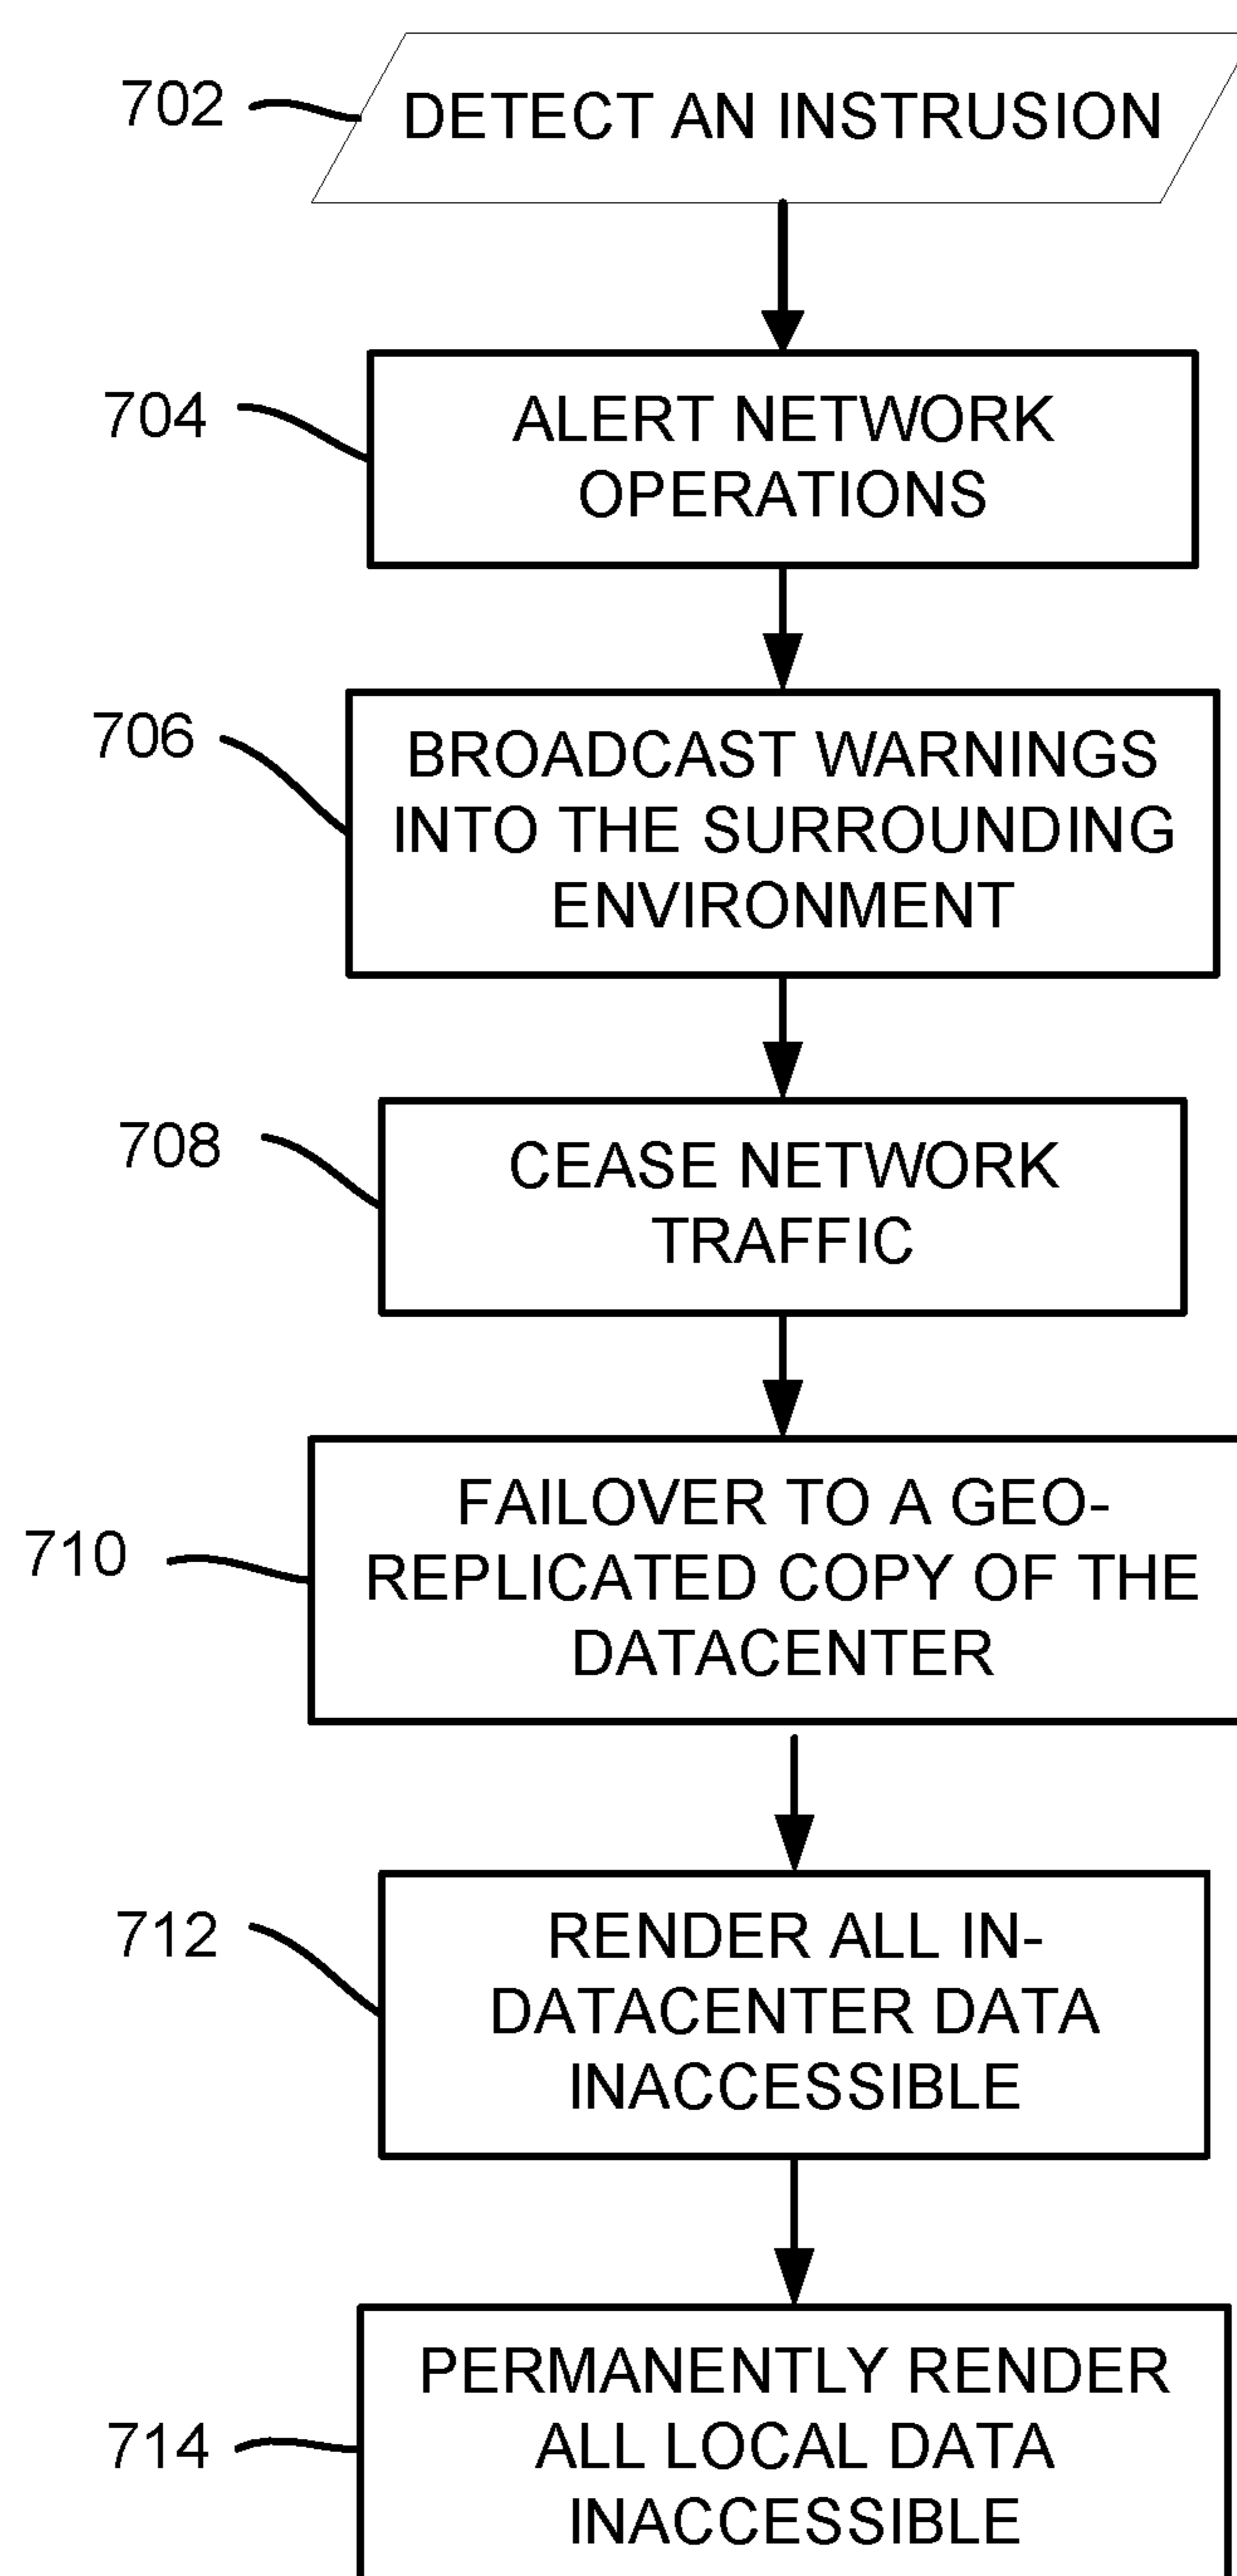 702
DETECT AN INSTRUSION
704
ALERT NETWORK
OPERATIONS
706
BROADCAST WARNINGS
INTO THE SURROUNDING
ENVIRONMENT
708
CEASE NETWORK
TRAFFIC
710
FAILOVER TO A GEO-
REPLICATED COPY OF THE
DATACENTER
712
RENDER ALL IN-
DATACENTER DATA
INACCESSIBLE
714
PERMANENTLY RENDER
ALL LOCAL DATA
INACCESSIBLE